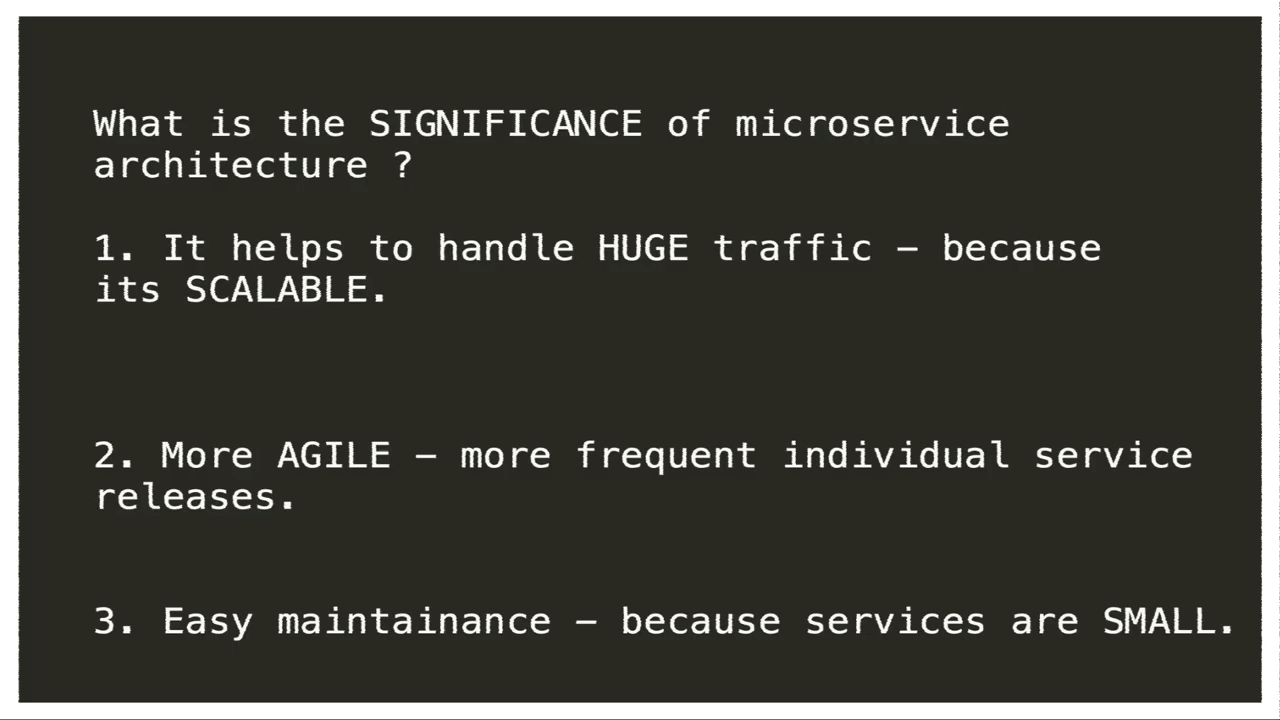 What is the SIGNIFICANCE of microservice
architecture ?
1. It helps to handle HUGE traffic – because
its SCALABLE.
2. More AGILE – more frequent individual service
releases.
3. Easy maintainance – because services are SMALL.